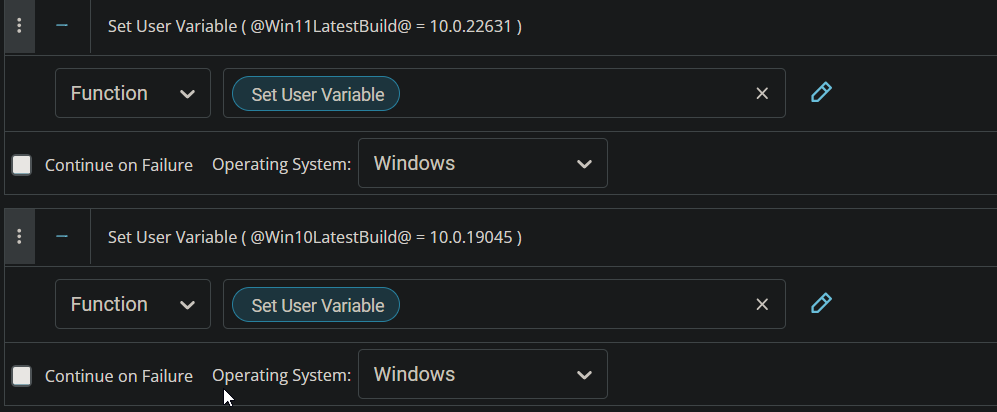 Set User Variable ( @Win11LatestBuild@ = 10.0.22631 )
Function Set User Variable
Continue on Failure Operating System: Windows
Set User Variable ( @Win10LatestBuild@ = 10.0.19045 )
Function Set User Variable
Continue on Failure Operating System: Windows